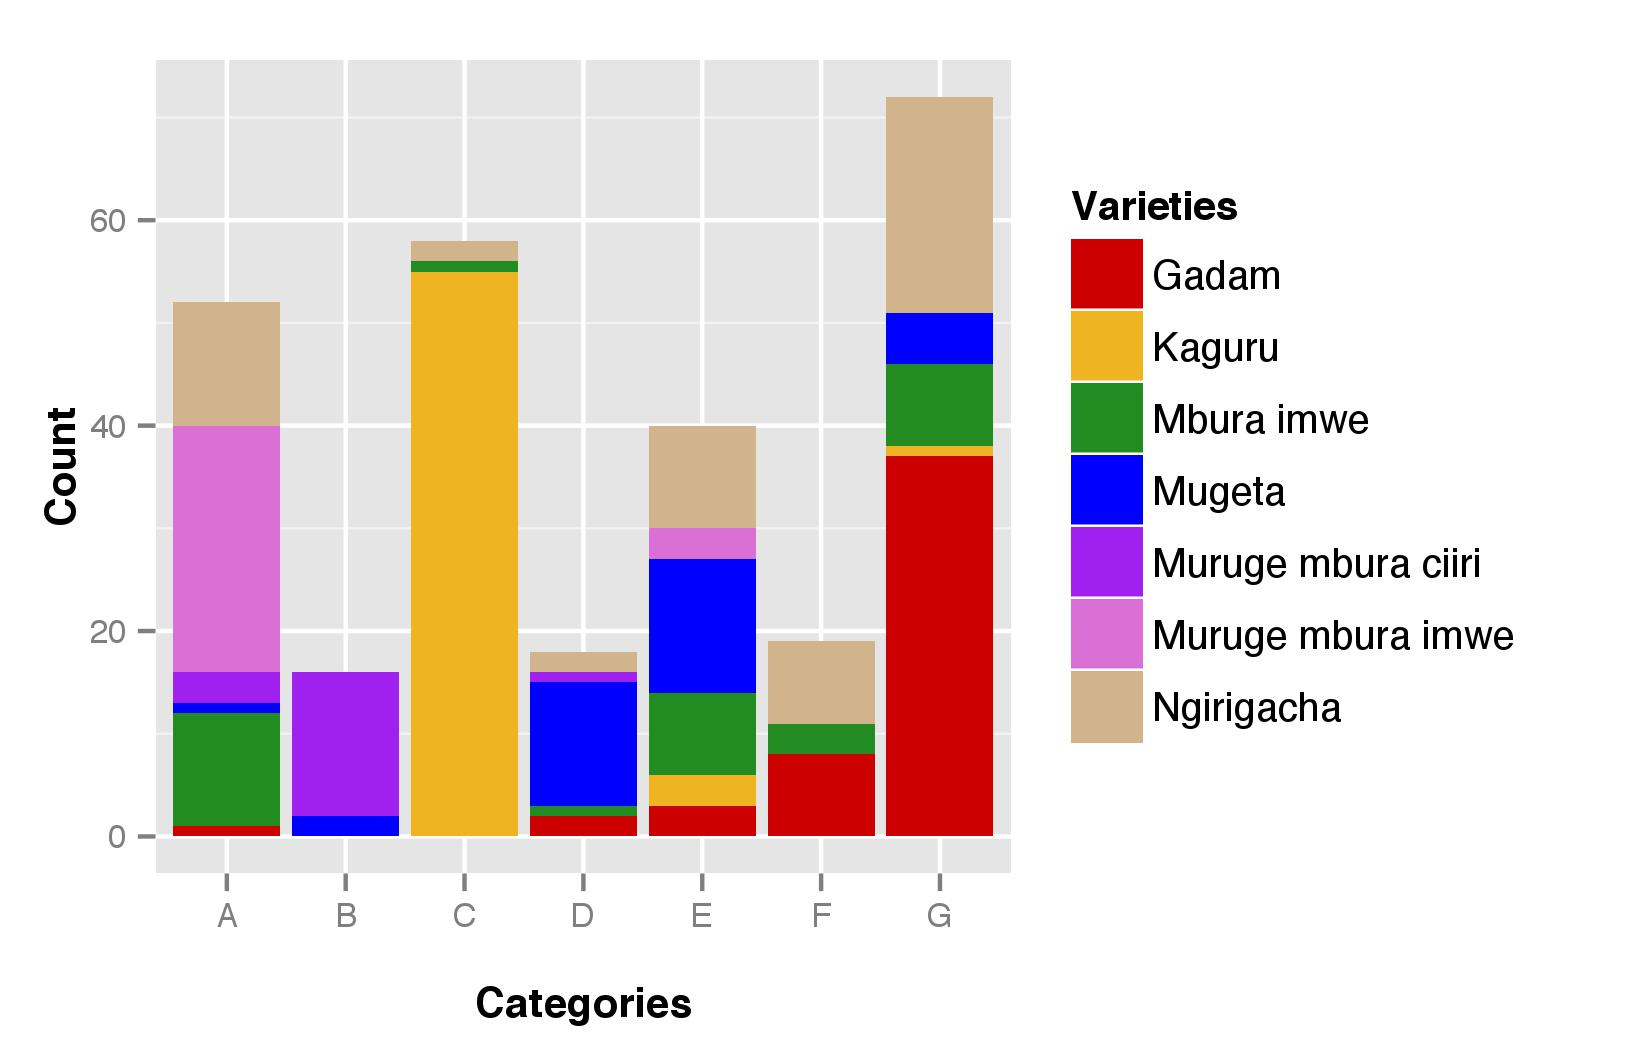 Count
60
40
20
0
A B C D E F G
Categories
Varieties
Gadam
Kaguru
Mbura imwe
Mugeta
Muruge mbura ciiri
Muruge mbura imwe
Ngirigacha